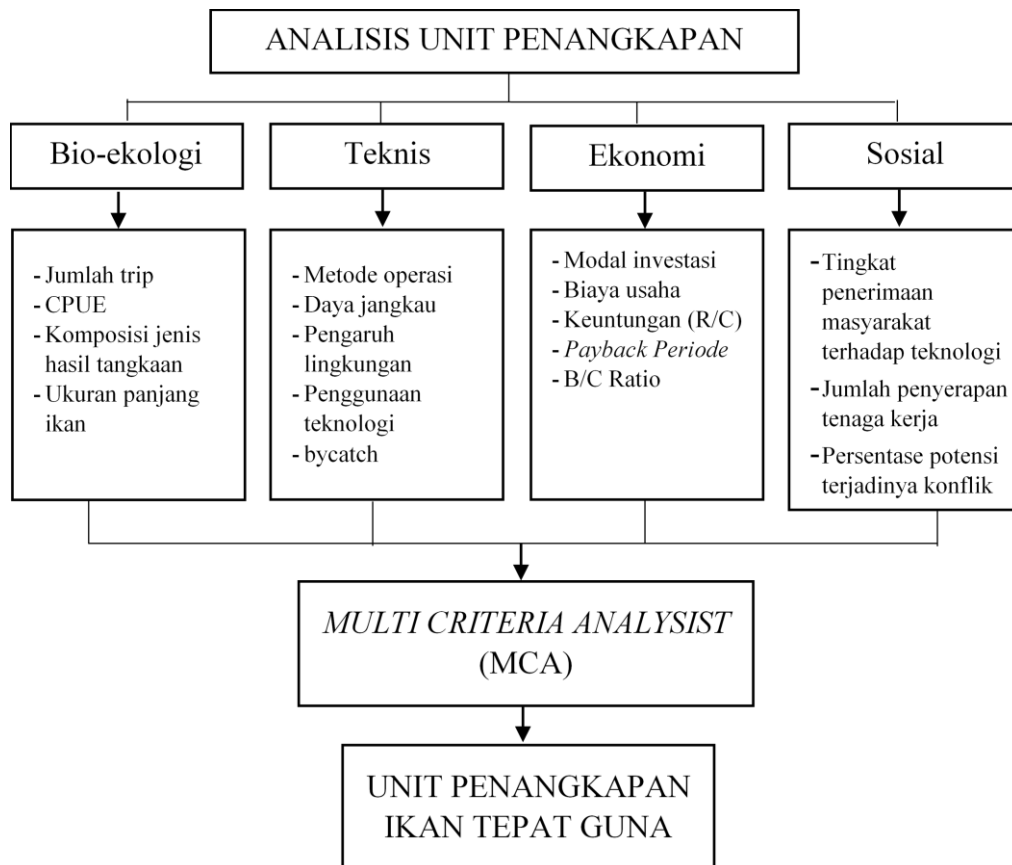 ANALISIS UNIT PENANGKAPAN
Bio-ekologi
Teknis
Ekonomi
Sosial
- Jumlah trip
- CPUE
- Komposisi jenis
hasil tangkaan
- Ukuran panjang
ikan
- Metode operasi
- Daya jangkau
- Pengaruh
lingkungan
- Penggunaan
teknologi
- bycatch
- Modal investasi
- Biaya usaha
- Keuntungan (R/C)
- Payback Periode
- B/C Ratio
- Tingkat
penerimaan
masyarakat
terhadap teknologi
- Jumlah penyerapan
tenaga kerja
- Persentase potensi
terjadinya konflik
MULTI CRITERIA ANALYSIST
(MCA)
UNIT PENANGKAPAN
IKAN TEPAT GUNA